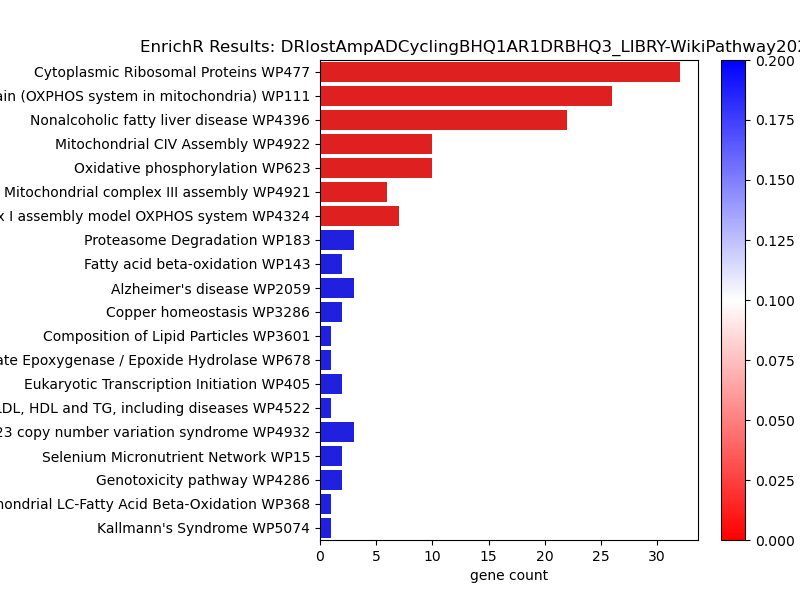 EnrichR Results: DRlostAmpADCyclingBHQ1AR1DRBHQ3_LIBRY-WikiPathway202
Cytoplasmic Ribosomal Proteins WP477
(OXPHOS system in mitochondria) WP111
Nonalcoholic fatty liver disease WP4396
Mitochondrial CIV Assembly WP4922
Oxidative phosphorylation WP623
Mitochondrial complex III assembly WP4921
I assembly model OXPHOS system WP4324
Proteasome Degradation WP183
Fatty acid beta-oxidation WP143
Alzheimer's disease WP2059
Copper homeostasis WP3286
Composition of Lipid Particles WP3601
Epoxygenase / Epoxide Hydrolase WP678
Eukaryotic Transcription Initiation WP405
HDL and TG, including diseases WP4522
copy number variation syndrome WP4932
Selenium Micronutrient Network WP15
Genotoxicity pathway WP4286
LC-Fatty Acid Beta-Oxidation WP368
Kallmann's Syndrome WP5074
0 5 10 15 20 25 30
gene count
0.200
0.175
0.150
0.125
0.100
0.075
0.050
0.025
0.000